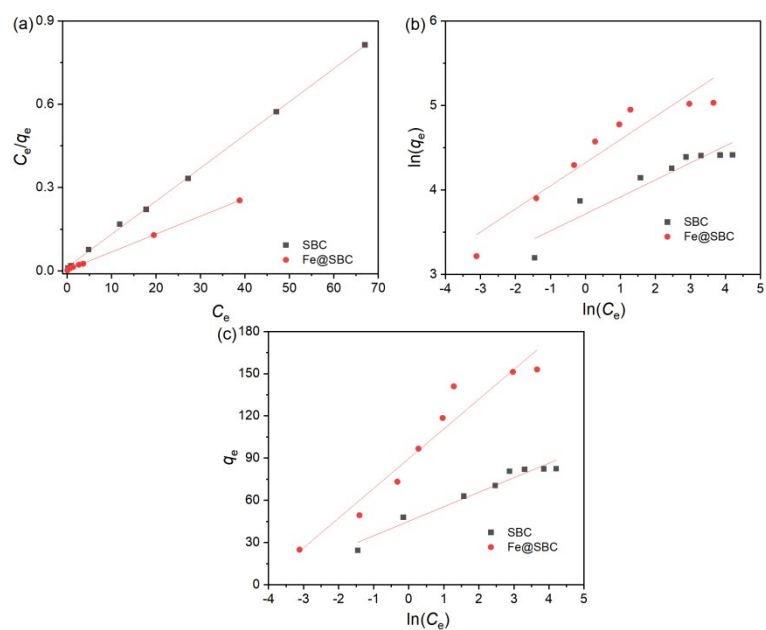 (a)
0.9
0.6
0.3
0.0
Cₑ/qₑ
SBC
Fe@SBC
0 10 20 30 40 50 60 70
Cₑ
(b)
6
5
4
3
ln(qₑ)
SBC
Fe@SBC
-4 -3 -2 -1 0 1 2 3 4 5
ln(Cₑ)
(c)
180
150
120
90
60
30
0
qₑ
SBC
Fe@SBC
-4 -3 -2 -1 0 1 2 3 4 5
ln(Cₑ)